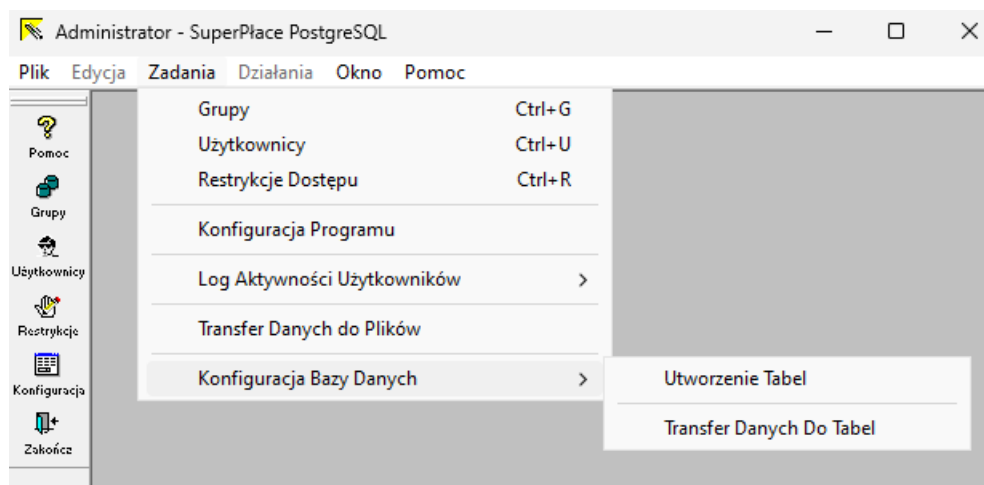 Administrator - SuperPłace PostgreSQL
Plik Edycja Zadania Działania Okno Pomoc
Pomoc
Grupy
Użytkownicy
Restrykcje
Konfiguracja
Zakończ
Grupy Ctrl+G
Użytkownicy Ctrl+U
Restrykcje Dostępu Ctrl+R
Konfiguracja Programu
Log Aktywności Użytkowników
Transfer Danych do Plików
Konfiguracja Bazy Danych
Utworzenie Tabel
Transfer Danych Do Tabel